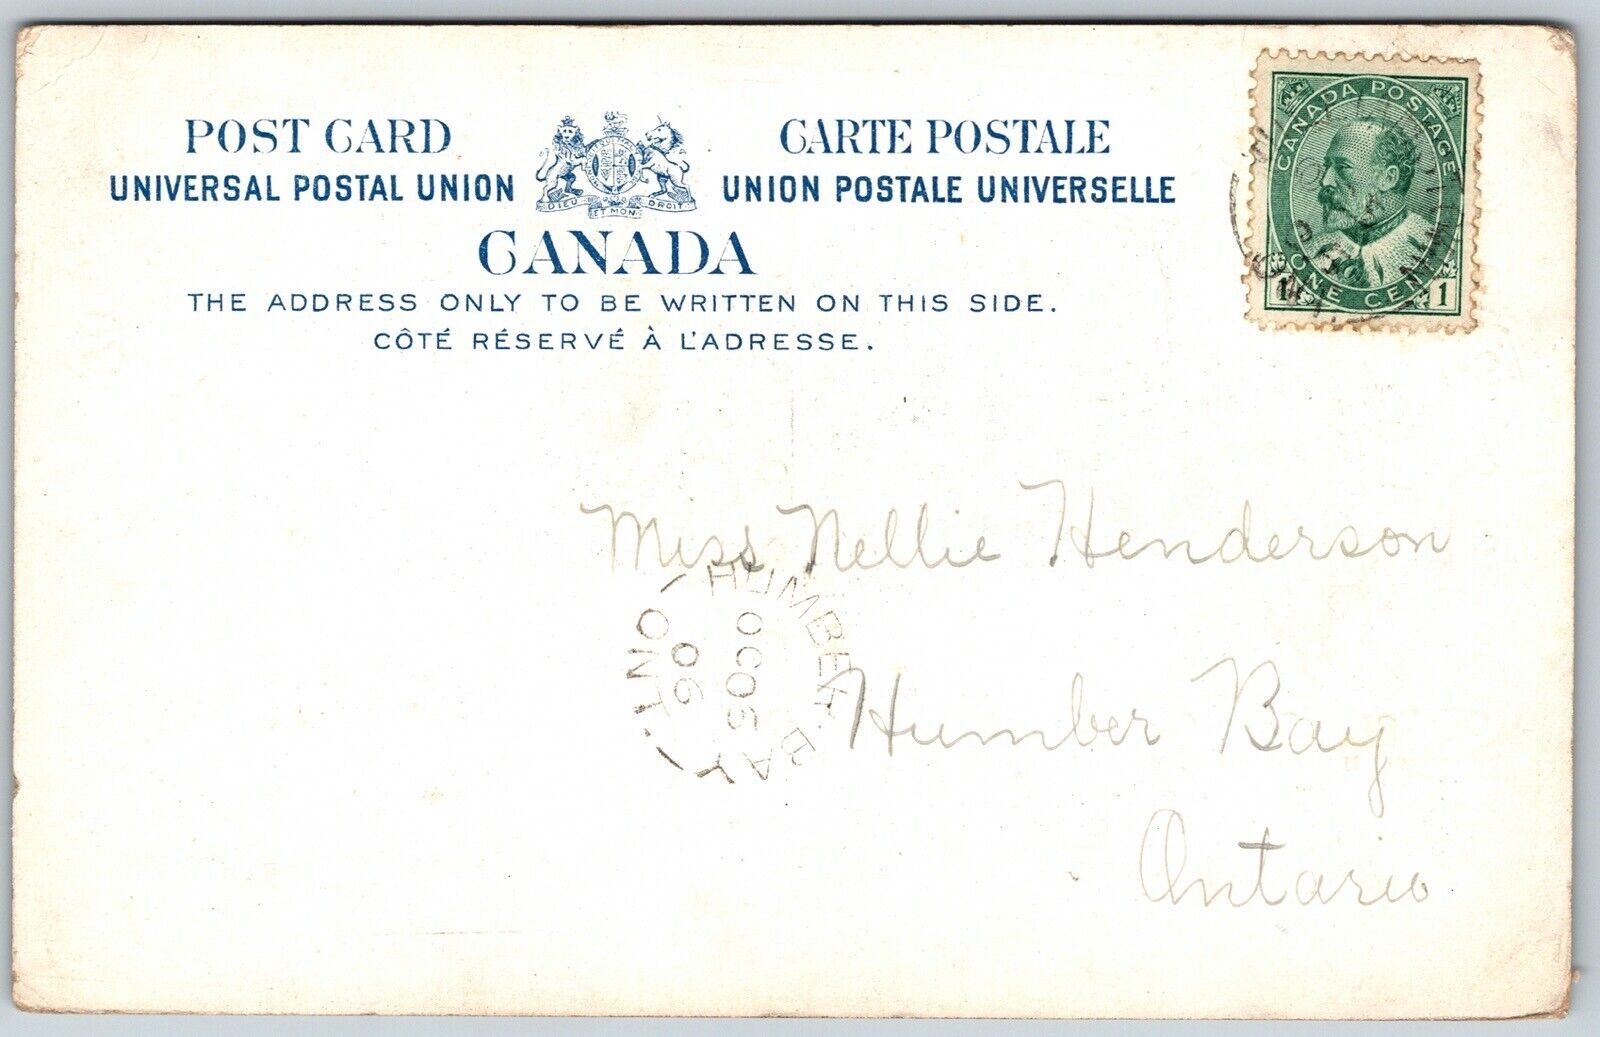 POST CARD
CARTE POSTALE
UNIVERSAL POSTAL UNION
UNION POSTALE UNIVERSELLE
DIEU ET MON DROIT
CANADA
THE ADDRESS ONLY TO BE WRITTEN ON THIS SIDE.
CÔTÉ RÉSERVÉ À L'ADRESSE.
CANADA POSTAGE
ONE CENT
1 1
ONT.
Miss Nellie Henderson
HUMBER BAY
OC 05
06
ONT.
Humber Bay
Ontario